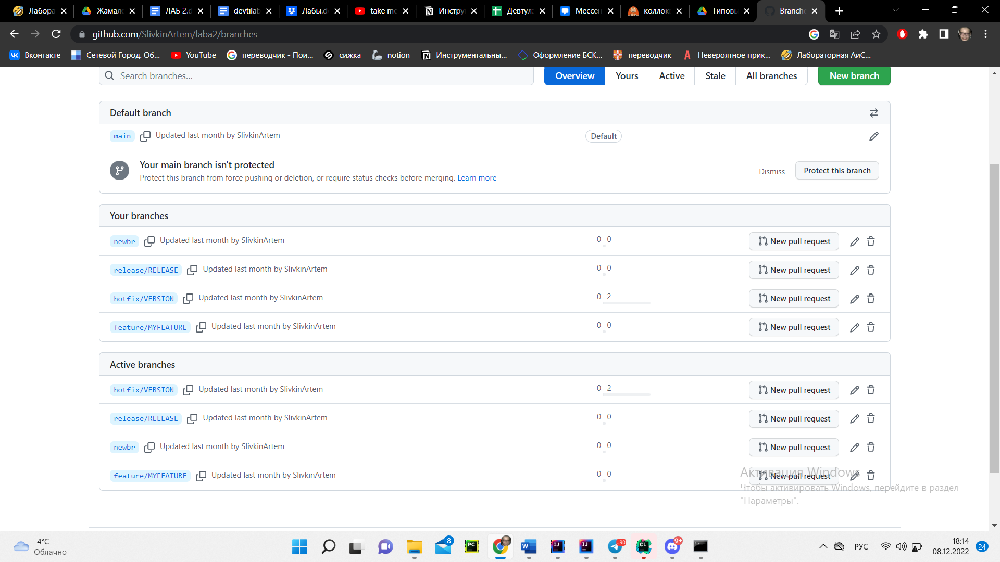 Лабора
Жамал
ЛАБ 2.d
devtilab
Лабы.d
take me
Инстру
Девтул
Мессен
коллок
Типовы
Branche
github.com/SlivkinArtem/laba2/branches
Вконтакте
Сетевой Город. Об...
YouTube
переводчик - Пои...
сижка
notion
Инструментальны...
Оформление БСК...
переводчик
Невероятное прик...
Лабораторная АиС...
Search branches...
Overview
Yours
Active
Stale
All branches
New branch
Default branch
main
Updated last month by SlivkinArtem
Default
Your main branch isn't protected
Protect this branch from force pushing or deletion, or require status checks before merging. Learn more
Dismiss
Protect this branch
Your branches
newbr Updated last month by SlivkinArtem 0 0 New pull request
release/RELEASE Updated last month by SlivkinArtem 0 0 New pull request
hotfix/VERSION Updated last month by SlivkinArtem 0 2 New pull request
feature/MYFEATURE Updated last month by SlivkinArtem 0 0 New pull request
Active branches
hotfix/VERSION Updated last month by SlivkinArtem 0 2 New pull request
release/RELEASE Updated last month by SlivkinArtem 0 0 New pull request
newbr Updated last month by SlivkinArtem 0 0 New pull request
feature/MYFEATURE Updated last month by SlivkinArtem 0 0 New pull request
Активация Windows
Чтобы активировать Windows, перейдите в раздел
"Параметры".
-4°C
Облачно
8
PC
W
IJ
IJ
90
CL
9+
РУС
18:14
08.12.2022
24